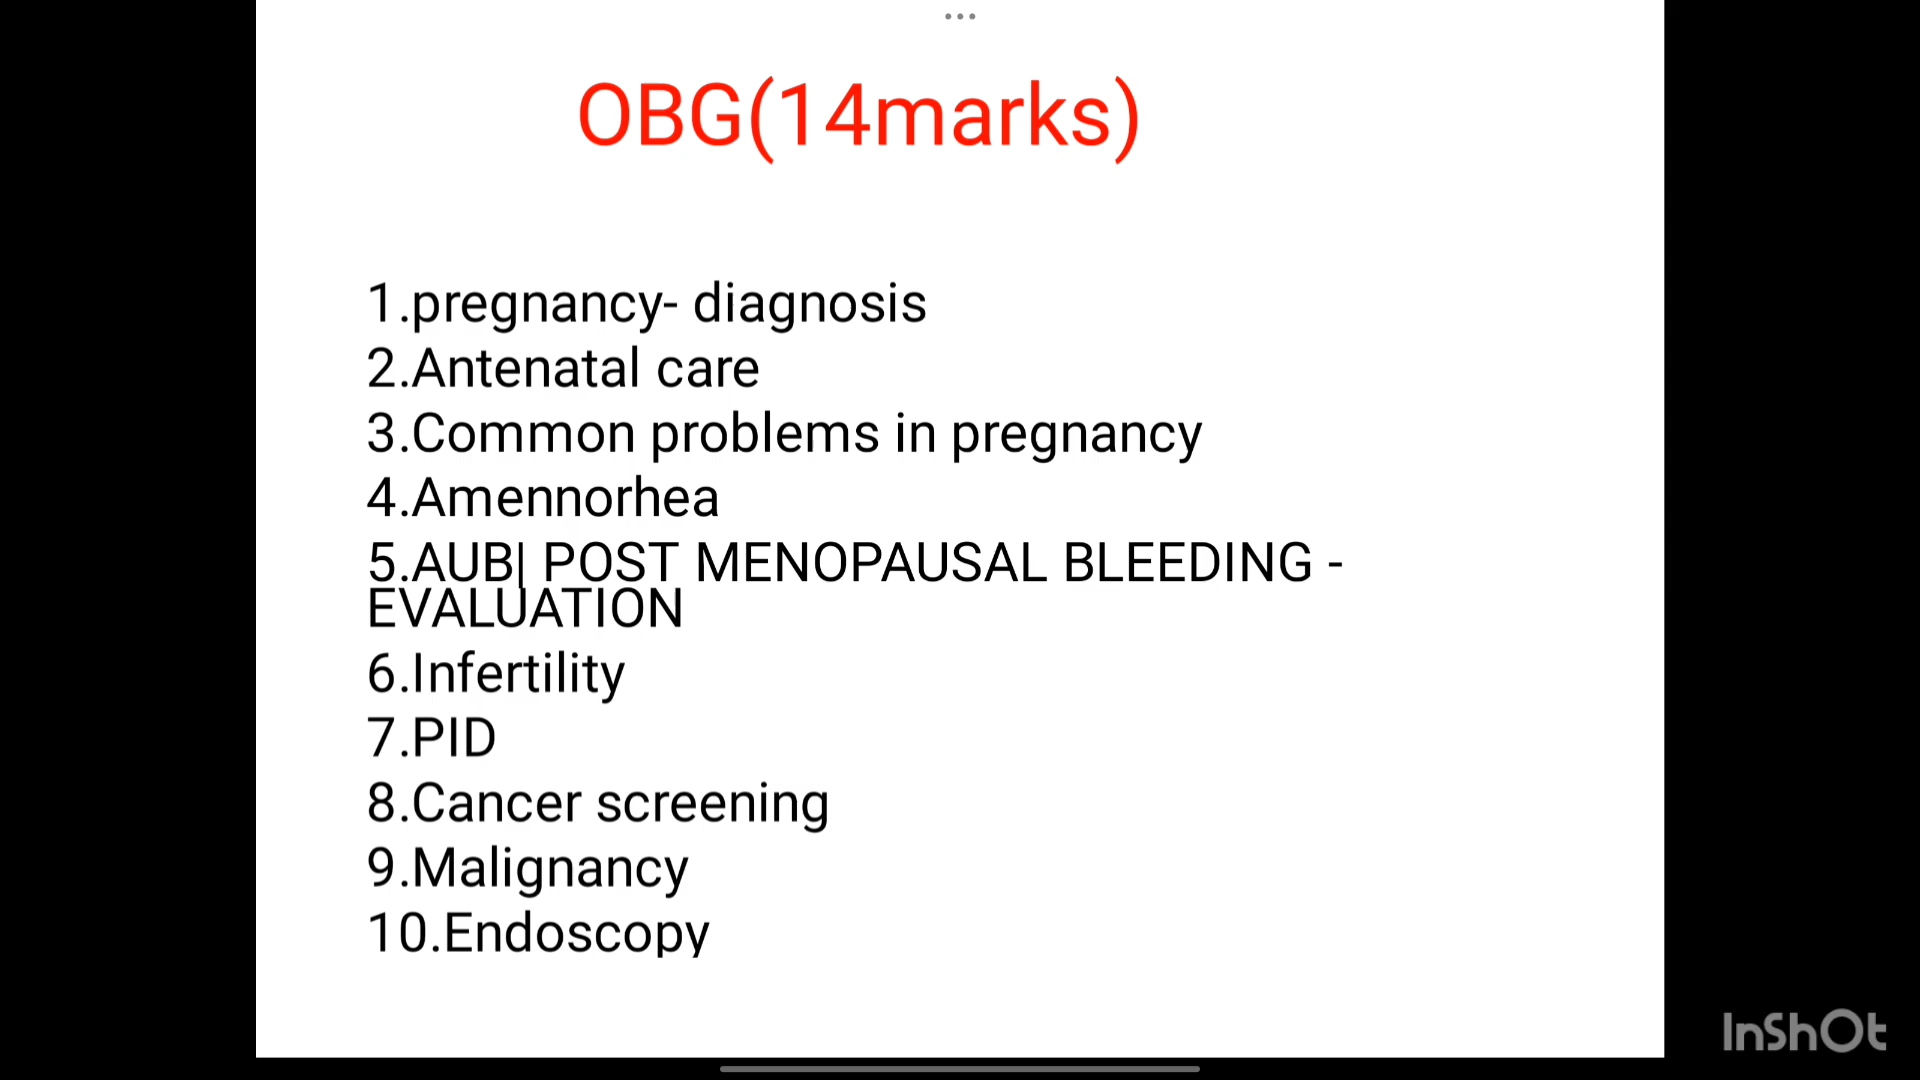 OBG(14marks)
1.pregnancy- diagnosis
2.Antenatal care
3.Common problems in pregnancy
4.Amennorhea
5.AUB| POST MENOPAUSAL BLEEDING -
EVALUATION
6.Infertility
7.PID
8.Cancer screening
9.Malignancy
10.Endoscopy
InShOt